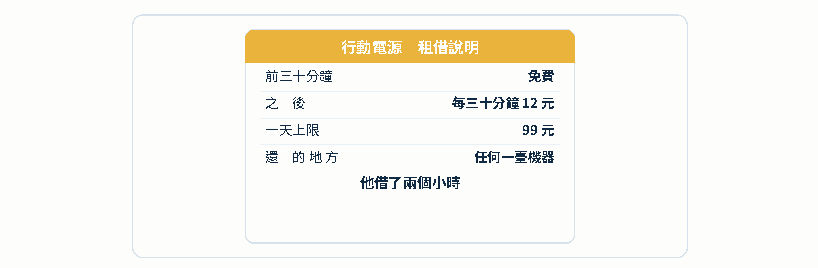 行動電源　租借說明
前三十分鐘　免費
之　後　每三十分鐘 12 元
一天上限　99 元
還　的 地 方　任何一臺機器
他借了兩個小時